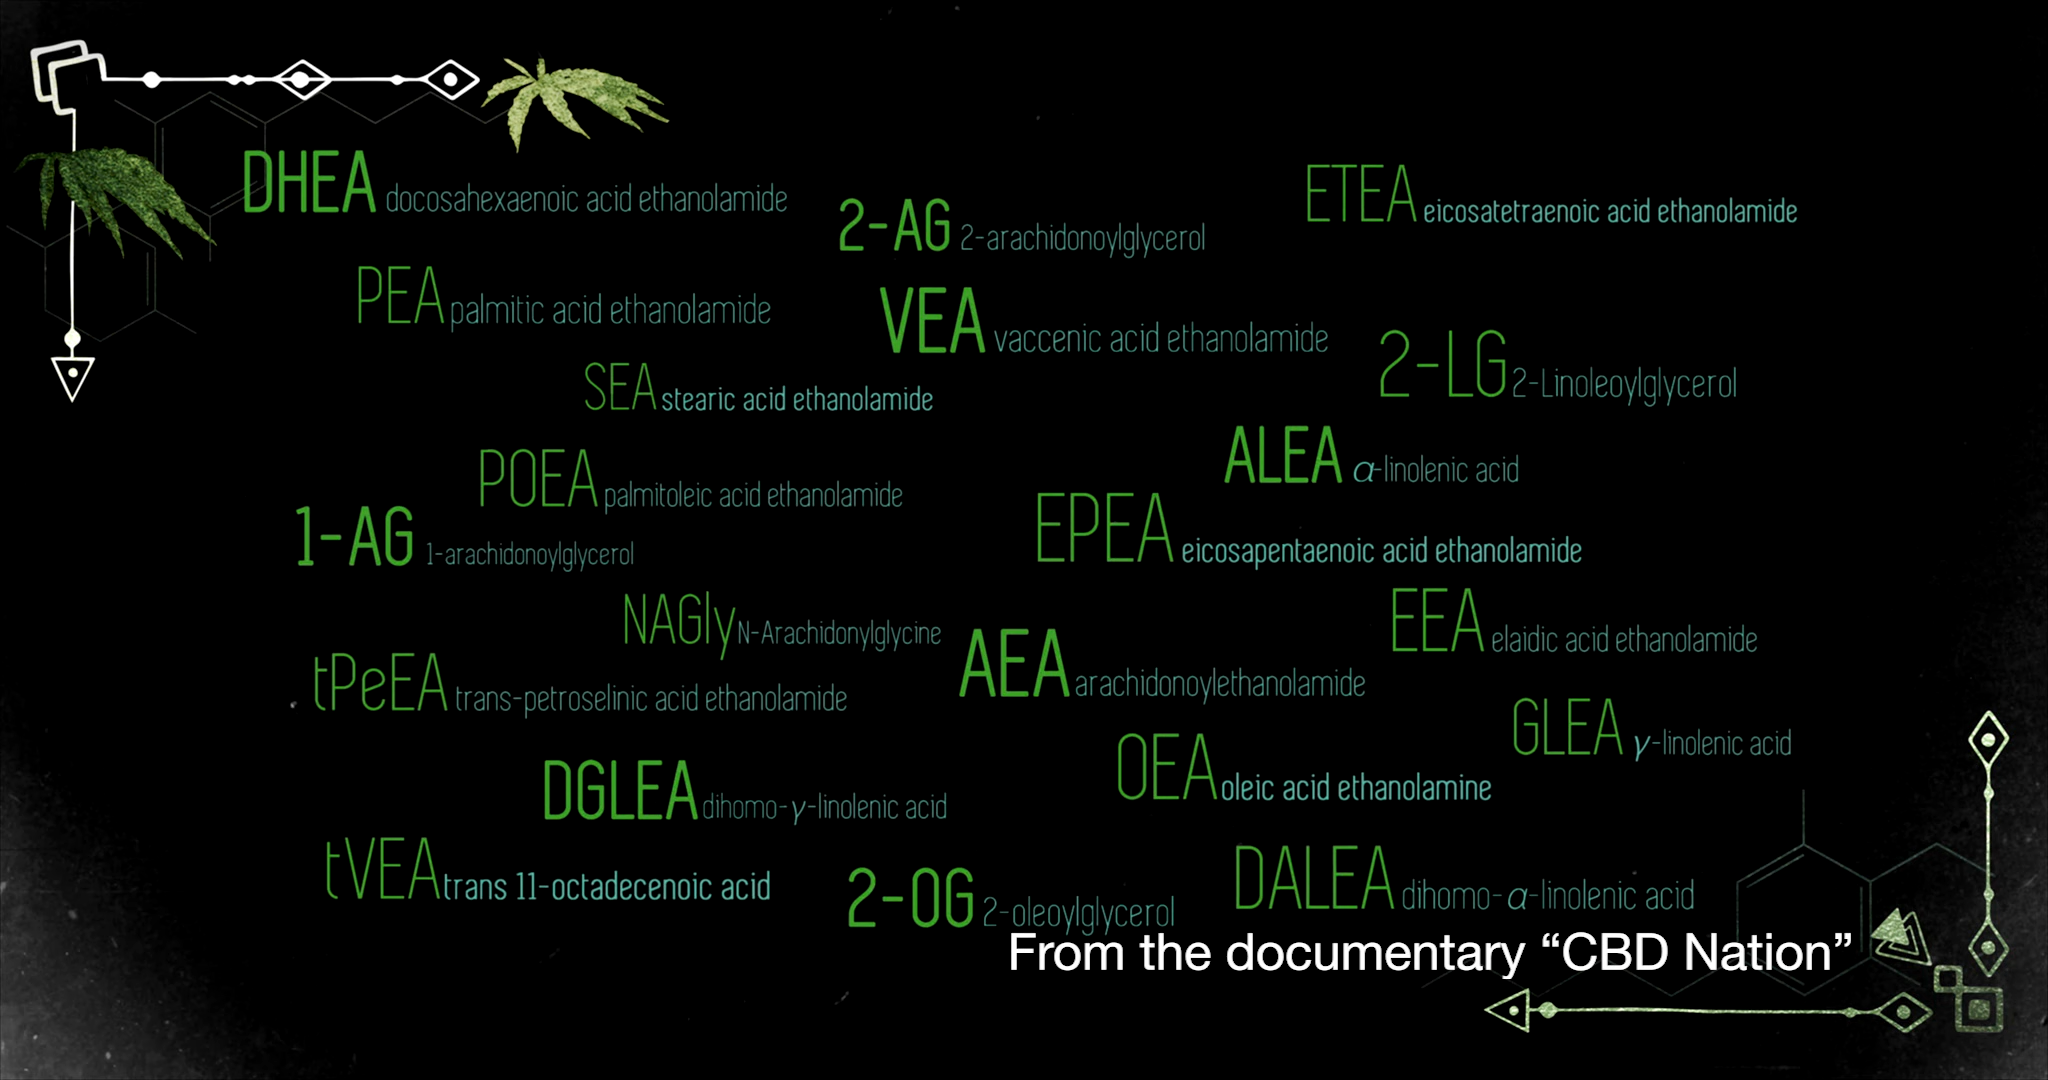 DHEA docosahexaenoic acid ethanolamide
2-AG 2-arachidonoylglycerol
ETEA eicosatetraenoic acid ethanolamide
PEA palmitic acid ethanolamide
VEA vaccenic acid ethanolamide
2-LG 2-Linoleoylglycerol
SEA stearic acid ethanolamide
ALEA α-linolenic acid
POEA palmitoleic acid ethanolamide
EPEA eicosapentaenoic acid ethanolamide
1-AG 1-arachidonoylglycerol
NAGly N-Arachidonylglycine
EEA elaidic acid ethanolamide
AEA arachidonoylethanolamide
tPeEA trans-petroselinic acid ethanolamide
GLEA γ-linolenic acid
OEA oleic acid ethanolamine
DGLEA dihomo-γ-linolenic acid
tVEA trans 11-octadecenoic acid
2-OG 2-oleoylglycerol
DALEA dihomo-α-linolenic acid
From the documentary “CBD Nation”